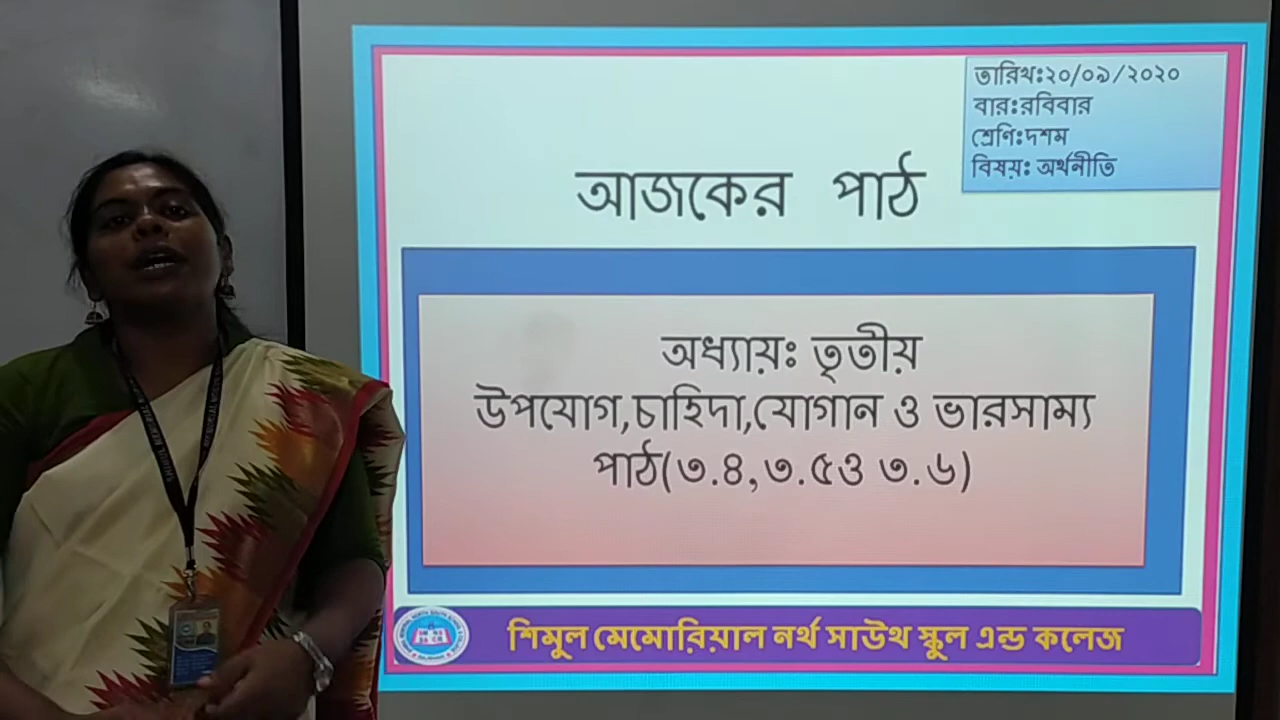 তারিখঃ২০/০৯/২০২০
বারঃরবিবার
শ্রেণিঃদশম
বিষয়ঃ অর্থনীতি
আজকের পাঠ
অধ্যায়ঃ তৃতীয়
উপযোগ,চাহিদা,যোগান ও ভারসাম্য
পাঠ(৩.৪,৩.৫ও ৩.৬)
শিমুল মেমোরিয়াল নর্থ সাউথ স্কুল এন্ড কলেজ